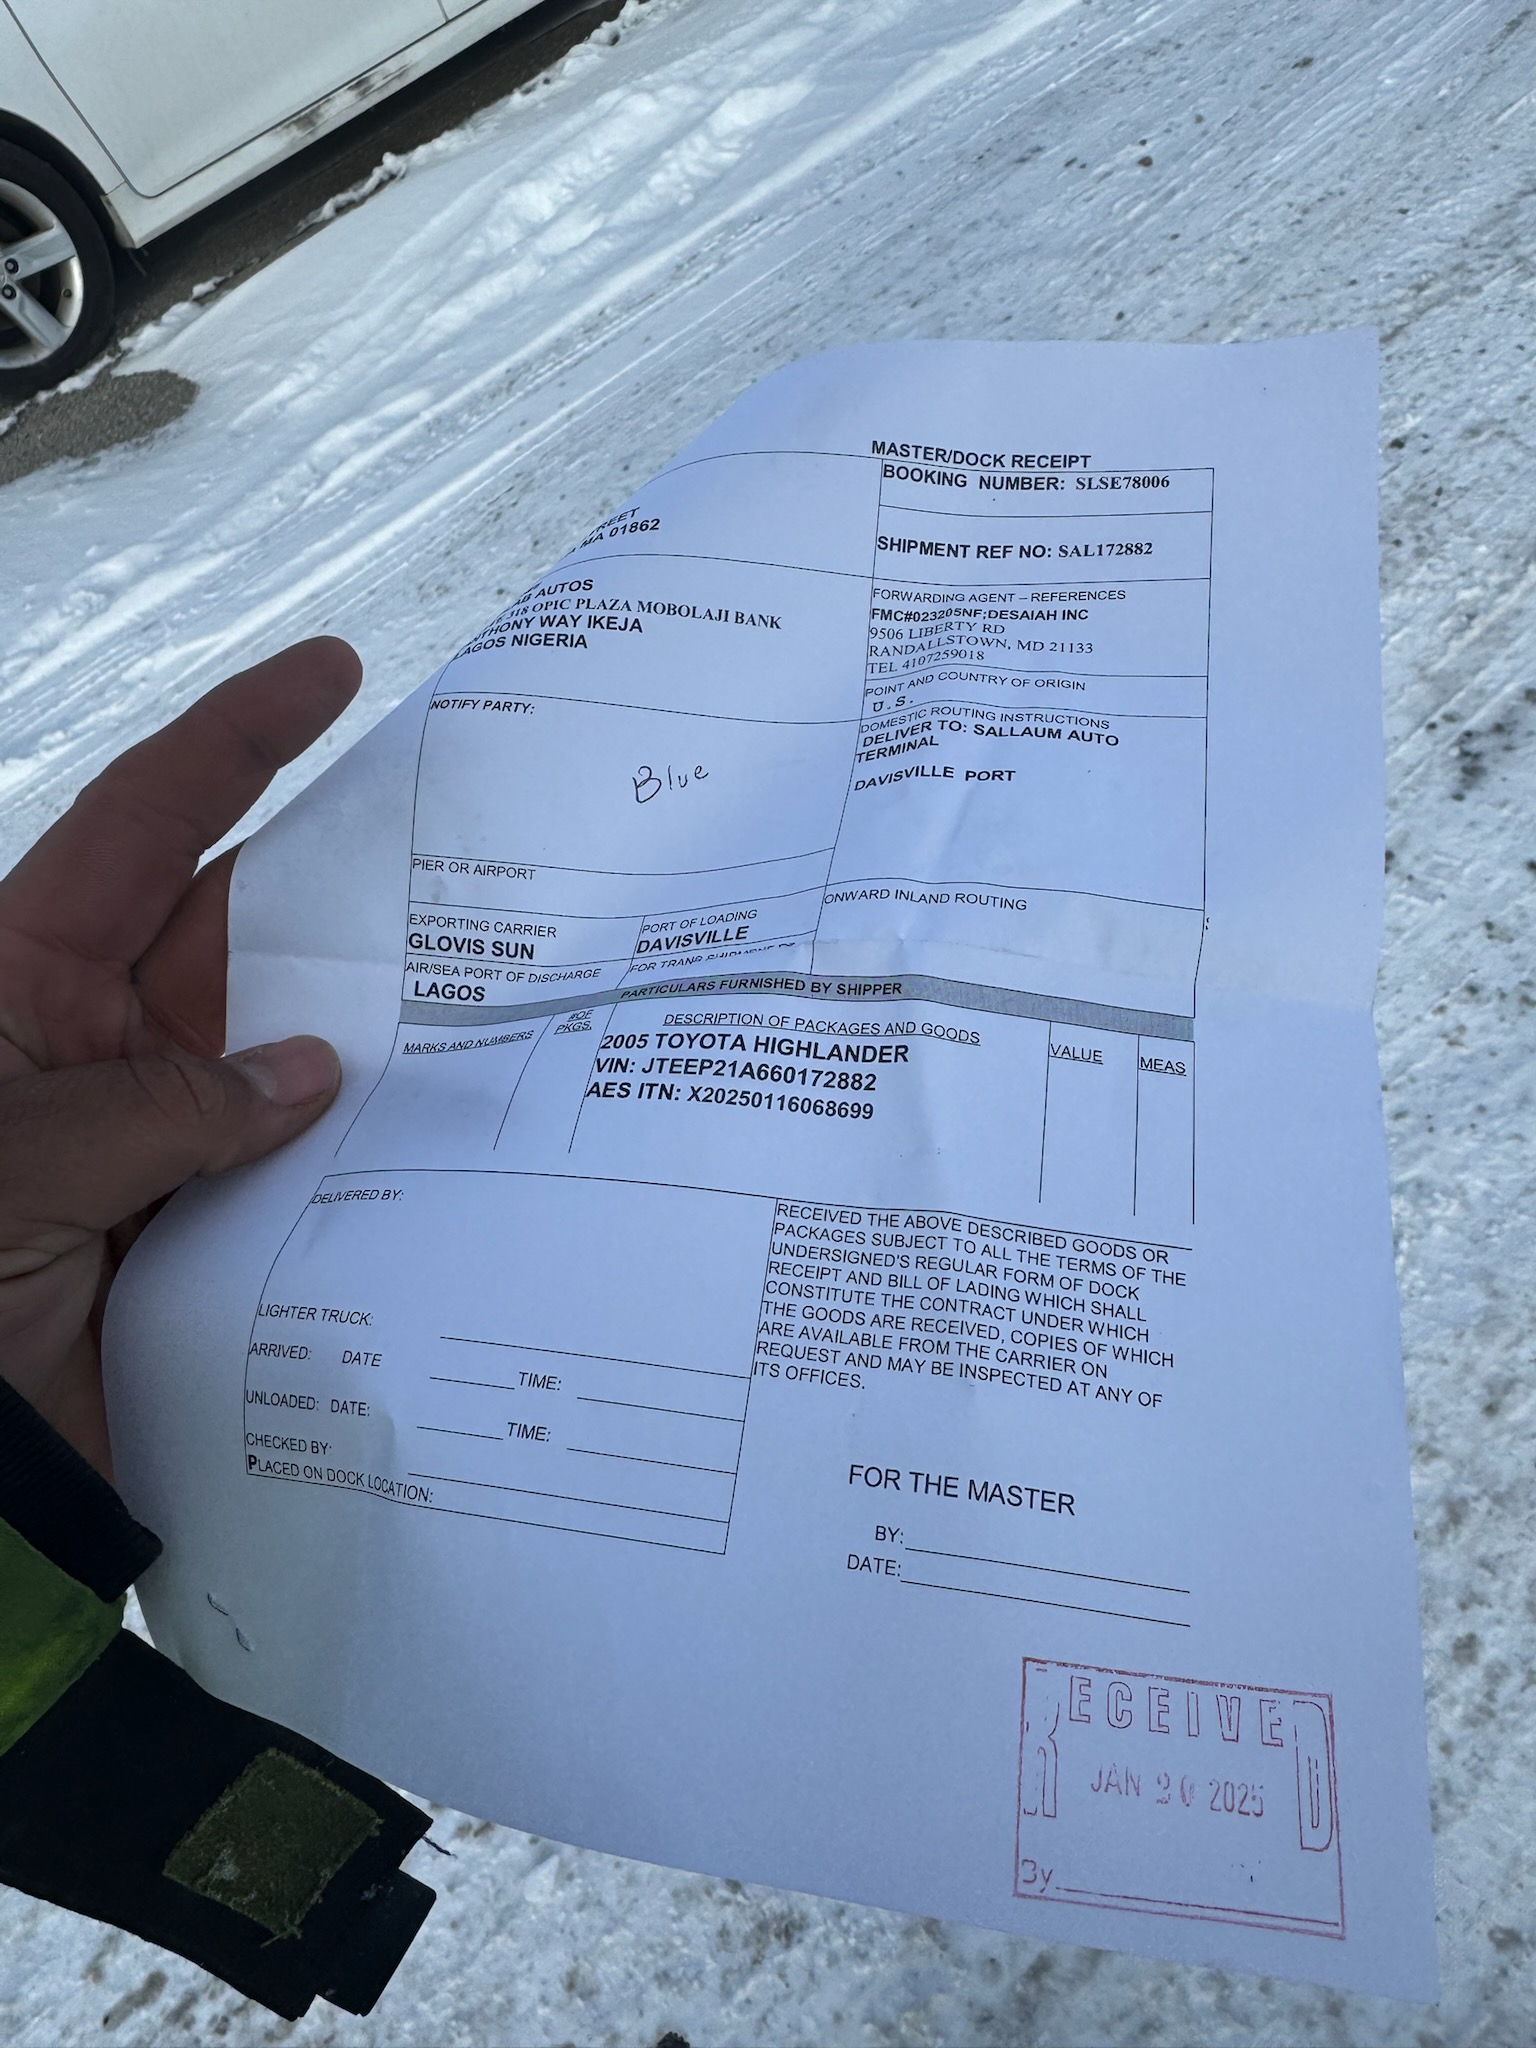 MASTER/DOCK RECEIPT
BOOKING NUMBER: SLSE78006
MA 01862
SHIPMENT REF NO: SAL172882
AUTOS
318 OPIC PLAZA MOBOLAJI BANK
ANTHONY WAY IKEJA
LAGOS NIGERIA
FORWARDING AGENT – REFERENCES
FMC#023205NF;DESAIAH INC
9506 LIBERTY RD
RANDALLSTOWN, MD 21133
TEL 4107259018
POINT AND COUNTRY OF ORIGIN
U.S.
NOTIFY PARTY:
Blue
DOMESTIC ROUTING INSTRUCTIONS
DELIVER TO: SALLAUM AUTO
TERMINAL
DAVISVILLE PORT
PIER OR AIRPORT
ONWARD INLAND ROUTING
EXPORTING CARRIER
GLOVIS SUN
PORT OF LOADING
DAVISVILLE
AIR/SEA PORT OF DISCHARGE
LAGOS
FOR TRANS SHIPMENT TO
PARTICULARS FURNISHED BY SHIPPER
MARKS AND NUMBERS
#OF
PKGS.
DESCRIPTION OF PACKAGES AND GOODS
VALUE
MEAS
2005 TOYOTA HIGHLANDER
VIN: JTEEP21A660172882
AES ITN: X20250116068699
DELIVERED BY:
LIGHTER TRUCK:
ARRIVED: DATE TIME:
UNLOADED: DATE: TIME:
CHECKED BY:
PLACED ON DOCK LOCATION:
RECEIVED THE ABOVE DESCRIBED GOODS OR
PACKAGES SUBJECT TO ALL THE TERMS OF THE
UNDERSIGNED'S REGULAR FORM OF DOCK
RECEIPT AND BILL OF LADING WHICH SHALL
CONSTITUTE THE CONTRACT UNDER WHICH
THE GOODS ARE RECEIVED, COPIES OF WHICH
ARE AVAILABLE FROM THE CARRIER ON
REQUEST AND MAY BE INSPECTED AT ANY OF
ITS OFFICES.
FOR THE MASTER
BY:
DATE:
RECEIVED
JAN 30 2025
By